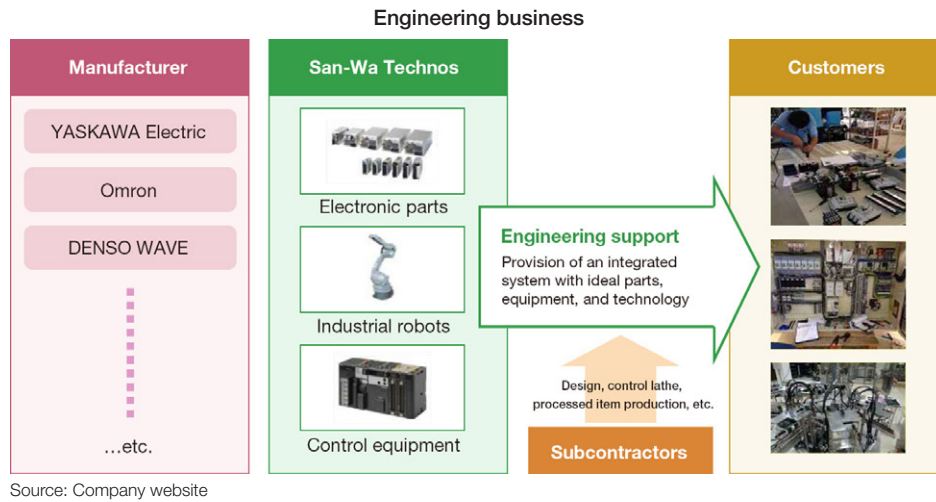 Engineering business
Manufacturer
YASKAWA Electric
Omron
DENSO WAVE
...etc.
San-Wa Technos
Electronic parts
Industrial robots
Control equipment
Engineering support
Provision of an integrated
system with ideal parts,
equipment, and technology
Design, control lathe,
processed item production, etc.
Subcontractors
Customers
Source: Company website